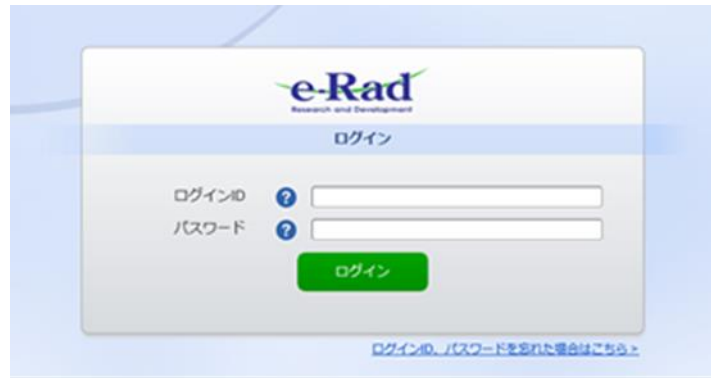 e-Rad
Research and Development
ログイン
ログインID ?
パスワード ?
ログイン
ログインID、パスワードを忘れた場合はこちら>